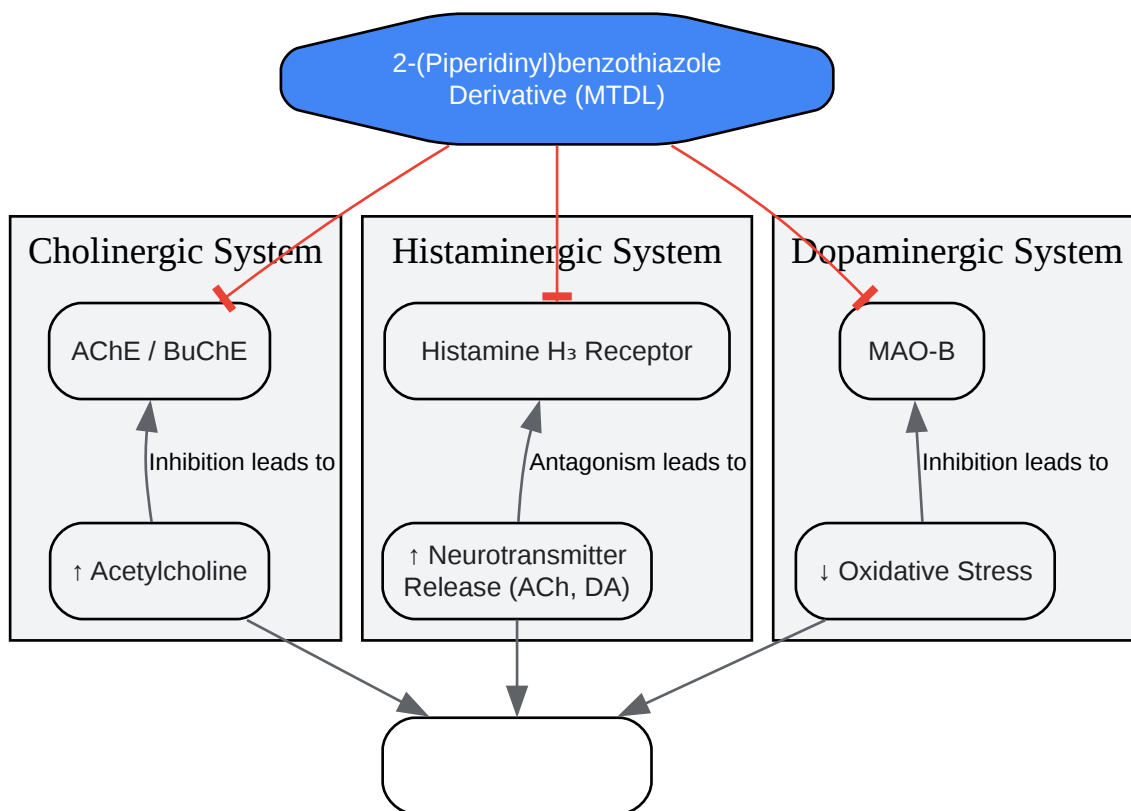 2-(Piperidinyl)benzothiazole
Derivative (MTDL)
Cholinergic System
Histaminergic System
Dopaminergic System
AChE / BuChE
Histamine H₃ Receptor
MAO-B
Inhibition leads to
Antagonism leads to
Inhibition leads to
↑ Acetylcholine
↑ Neurotransmitter
Release (ACh, DA)
↓ Oxidative Stress